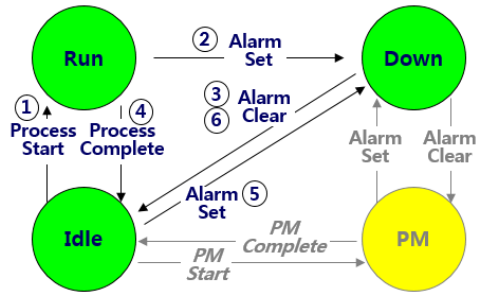 Run
② Alarm
Set
Down
①
Process
Start
④
Process
Complete
③ Alarm
⑥ Clear
Alarm
Set
Alarm
Clear
Alarm ⑤
Set
Idle
PM
Complete
PM
Start
PM